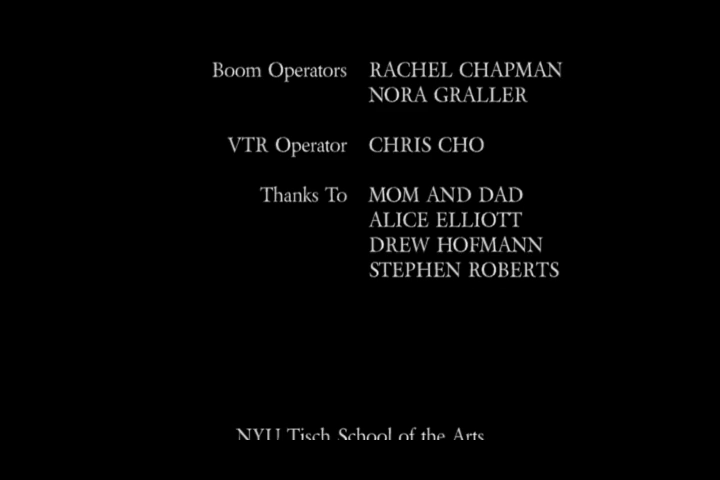 Boom Operators RACHEL CHAPMAN
NORA GRALLER
VTR Operator CHRIS CHO
Thanks To MOM AND DAD
ALICE ELLIOTT
DREW HOFMANN
STEPHEN ROBERTS
NYU Tisch School of the Arts